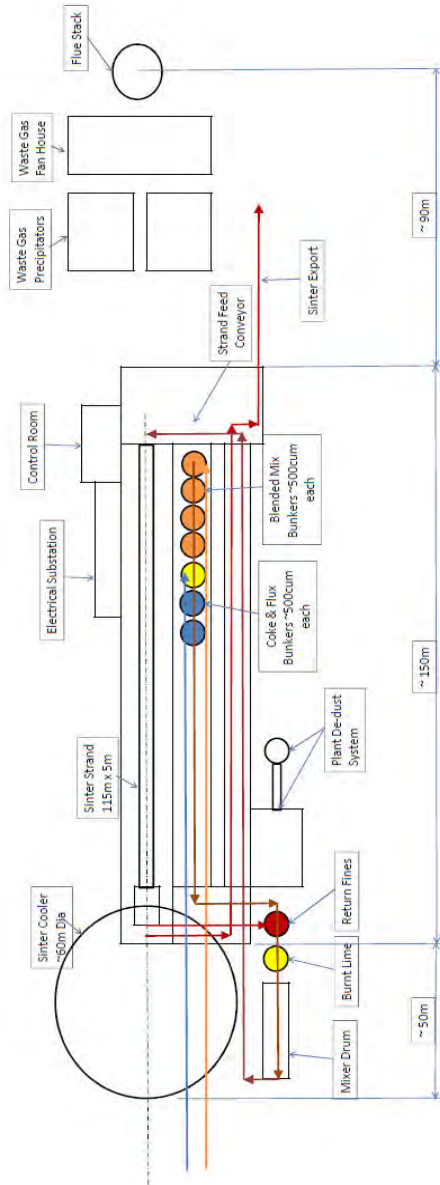 Sinter Cooler
~60m Dia
Sinter Strand
115m x 5m
Electrical Substation
Control Room
Waste Gas
Precipitators
Waste Gas
Fan House
Flue Stack
Strand Feed
Conveyor
Mixer Drum
Burnt Lime
Return Fines
Plant De-dust
System
Coke & Flux
Bunkers ~500cum
each
Blended Mix
Bunkers ~500cum
each
Sinter Export
~50m
~150m
~90m